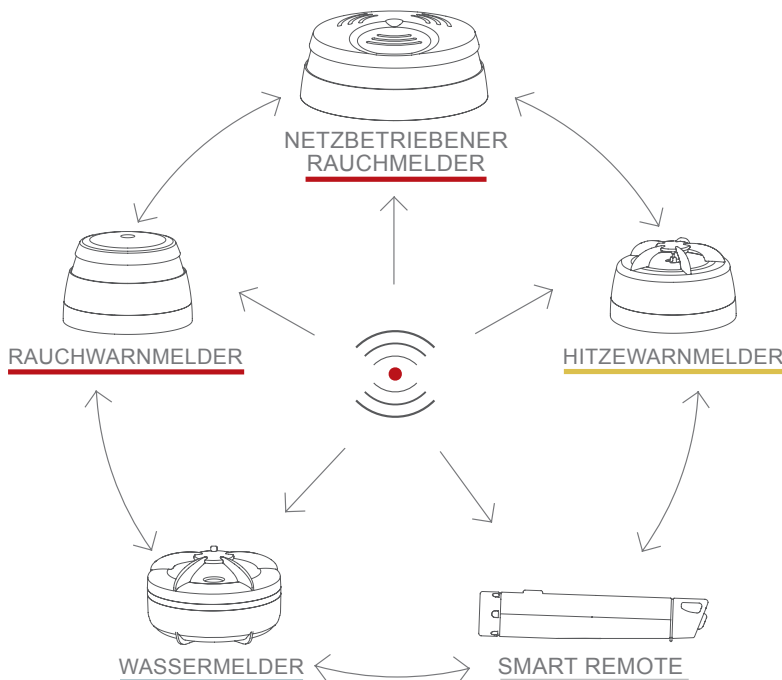 NETZBETRIEBENER
RAUCHMELDER
RAUCHWARNMELDER
HITZEWARNMELDER
WASSERMELDER
SMART REMOTE